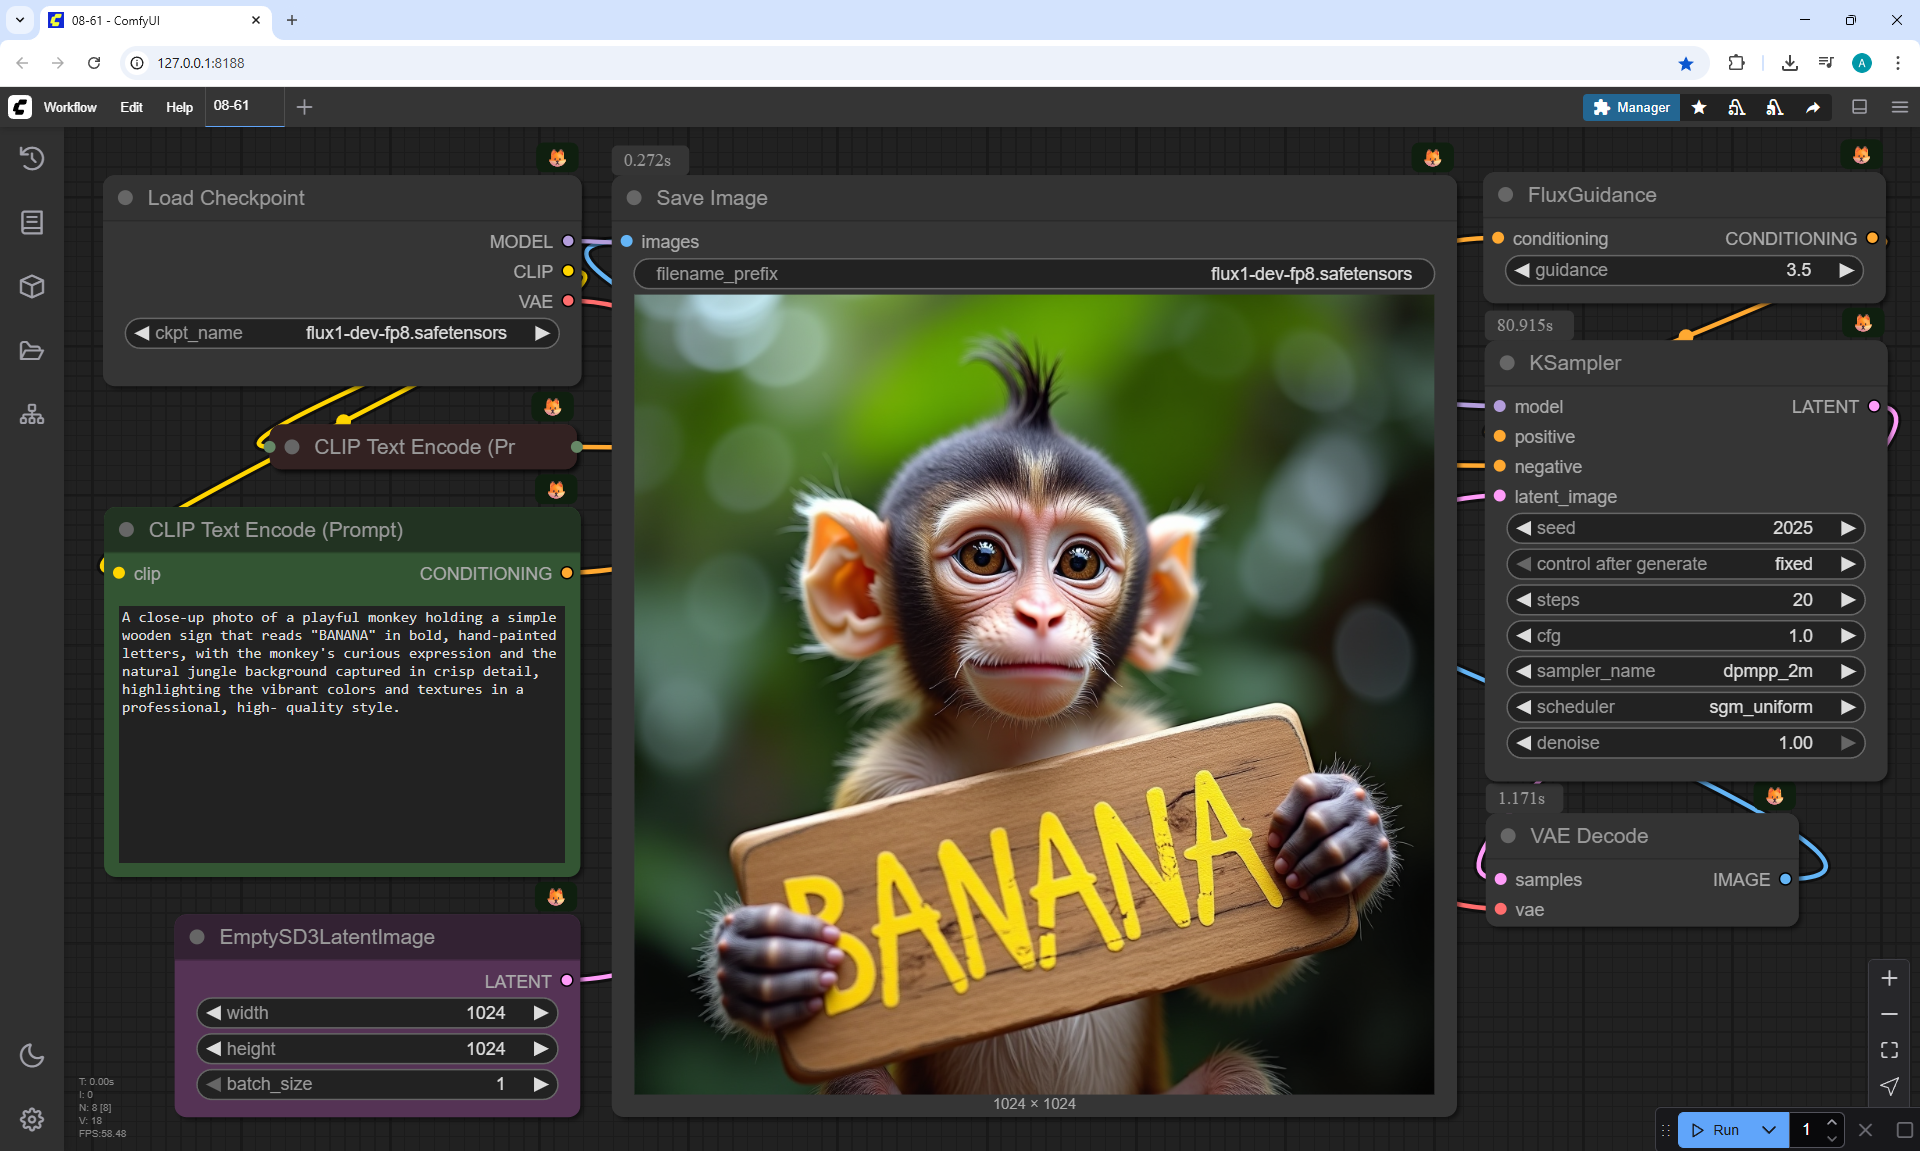 08-61 - ComfyUI
127.0.0.1:8188
Workflow
Edit
Help
08-61
Manager
Load Checkpoint
MODEL
CLIP
VAE
ckpt_name
flux1-dev-fp8.safetensors
CLIP Text Encode (Pr
CLIP Text Encode (Prompt)
clip
CONDITIONING
A close-up photo of a playful monkey holding a simple
wooden sign that reads "BANANA" in bold, hand-painted
letters, with the monkey's curious expression and the
natural jungle background captured in crisp detail,
highlighting the vibrant colors and textures in a
professional, high- quality style.
EmptySD3LatentImage
LATENT
width
1024
height
1024
batch_size
1
T: 0.00s
I: 0
N: 8 [8]
V: 18
FPS:58.48
0.272s
Save Image
images
filename_prefix
flux1-dev-fp8.safetensors
BANANA
1024 × 1024
FluxGuidance
conditioning
CONDITIONING
guidance
3.5
80.915s
KSampler
model
LATENT
positive
negative
latent_image
seed
2025
control after generate
fixed
steps
20
cfg
1.0
sampler_name
dpmpp_2m
scheduler
sgm_uniform
denoise
1.00
1.171s
VAE Decode
samples
IMAGE
vae
Run
1
A